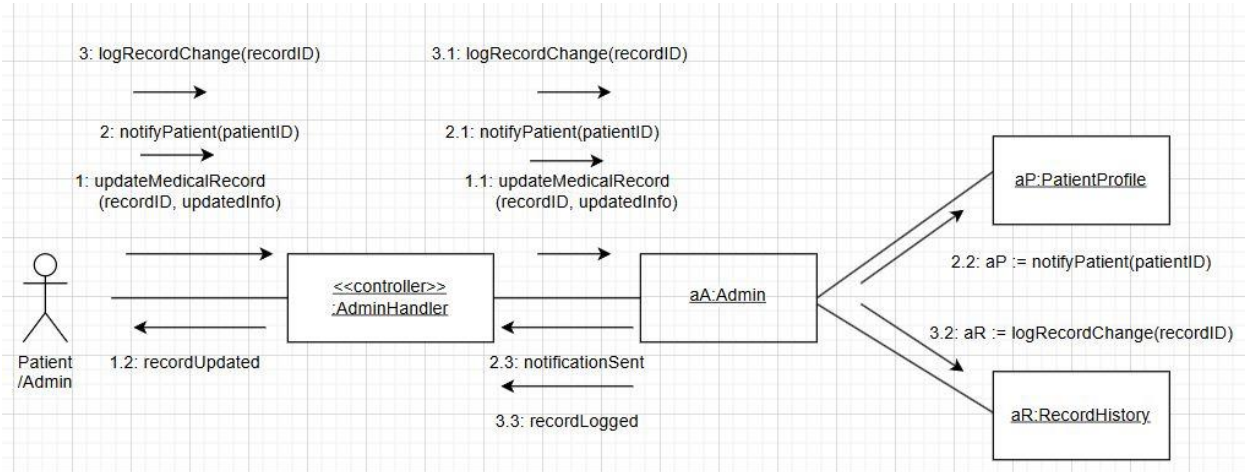 3: logRecordChange(recordID)
3.1: logRecordChange(recordID)
2: notifyPatient(patientID)
2.1: notifyPatient(patientID)
1: updateMedicalRecord
(recordID, updatedInfo)
1.1: updateMedicalRecord
(recordID, updatedInfo)
aP:PatientProfile
2.2: aP := notifyPatient(patientID)
<<controller>>
:AdminHandler
aA:Admin
3.2: aR := logRecordChange(recordID)
Patient
/Admin
1.2: recordUpdated
2.3: notificationSent
3.3: recordLogged
aR:RecordHistory